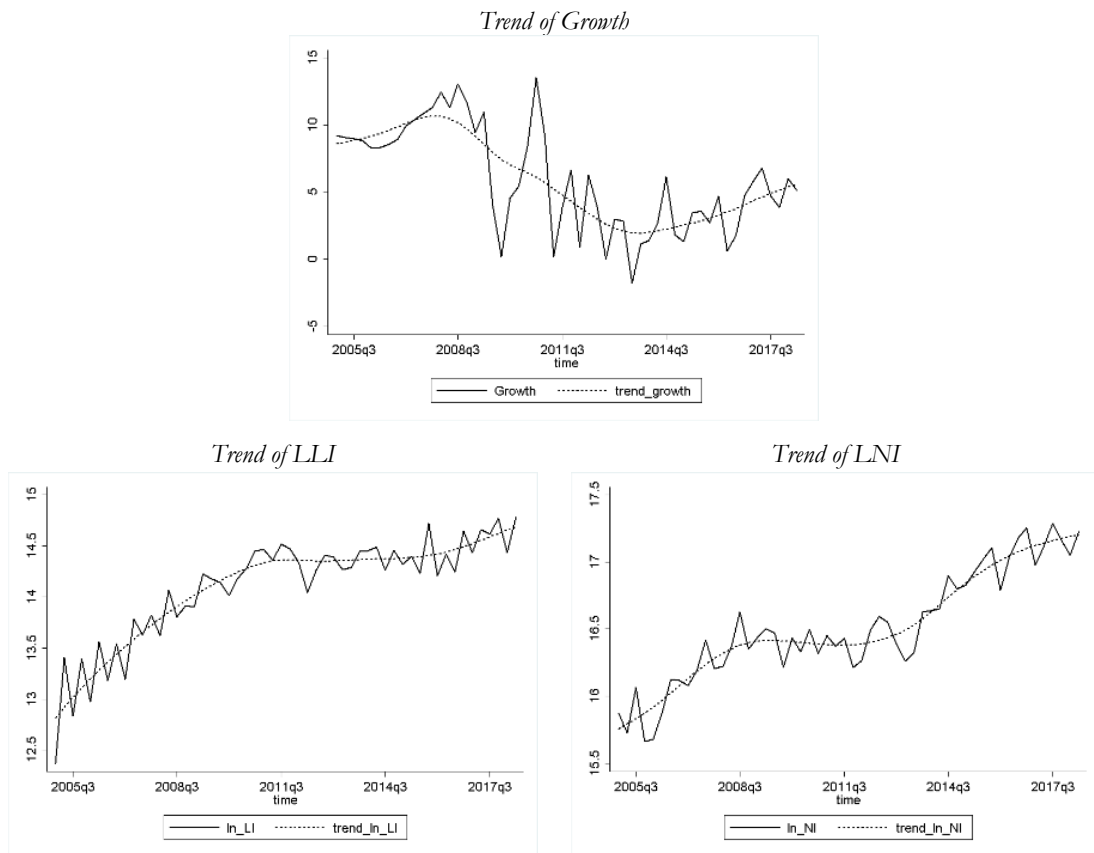 Trend of Growth
15
10
5
0
-5
2005q3 2008q3 2011q3 2014q3 2017q3
time
Growth trend_growth
Trend of LLI
15
14.5
14
13.5
13
12.5
2005q3 2008q3 2011q3 2014q3 2017q3
time
ln_LI trend_ln_LI
Trend of LNI
17.5
17
16.5
16
15.5
2005q3 2008q3 2011q3 2014q3 2017q3
time
ln_NI trend_ln_NI